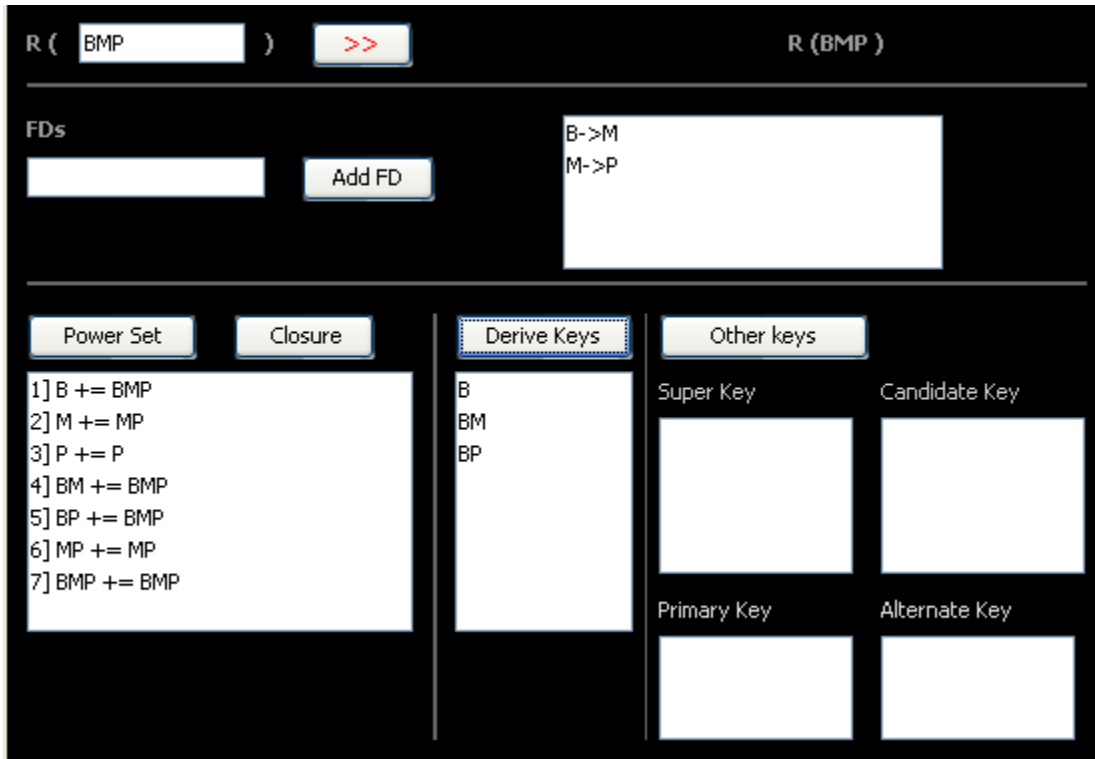 R ( BMP ) >> R (BMP )
FDs
Add FD
B->M
M->P
Power Set Closure Derive Keys Other keys
1] B += BMP
2] M += MP
3] P += P
4] BM += BMP
5] BP += BMP
6] MP += MP
7] BMP += BMP
B
BM
BP
Super Key Candidate Key
Primary Key Alternate Key